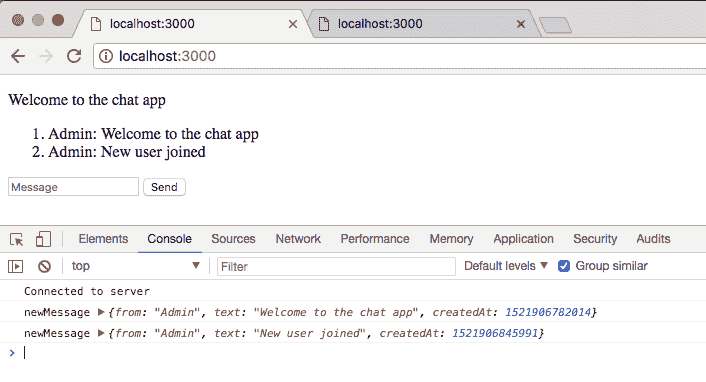 localhost:3000 localhost:3000
localhost:3000
Welcome to the chat app
1. Admin: Welcome to the chat app
2. Admin: New user joined
Message Send
Elements Console Sources Network Performance Memory Application Security Audits
top Filter Default levels Group similar
Connected to server
newMessage {from: "Admin", text: "Welcome to the chat app", createdAt: 1521906782014}
newMessage {from: "Admin", text: "New user joined", createdAt: 1521906845991}